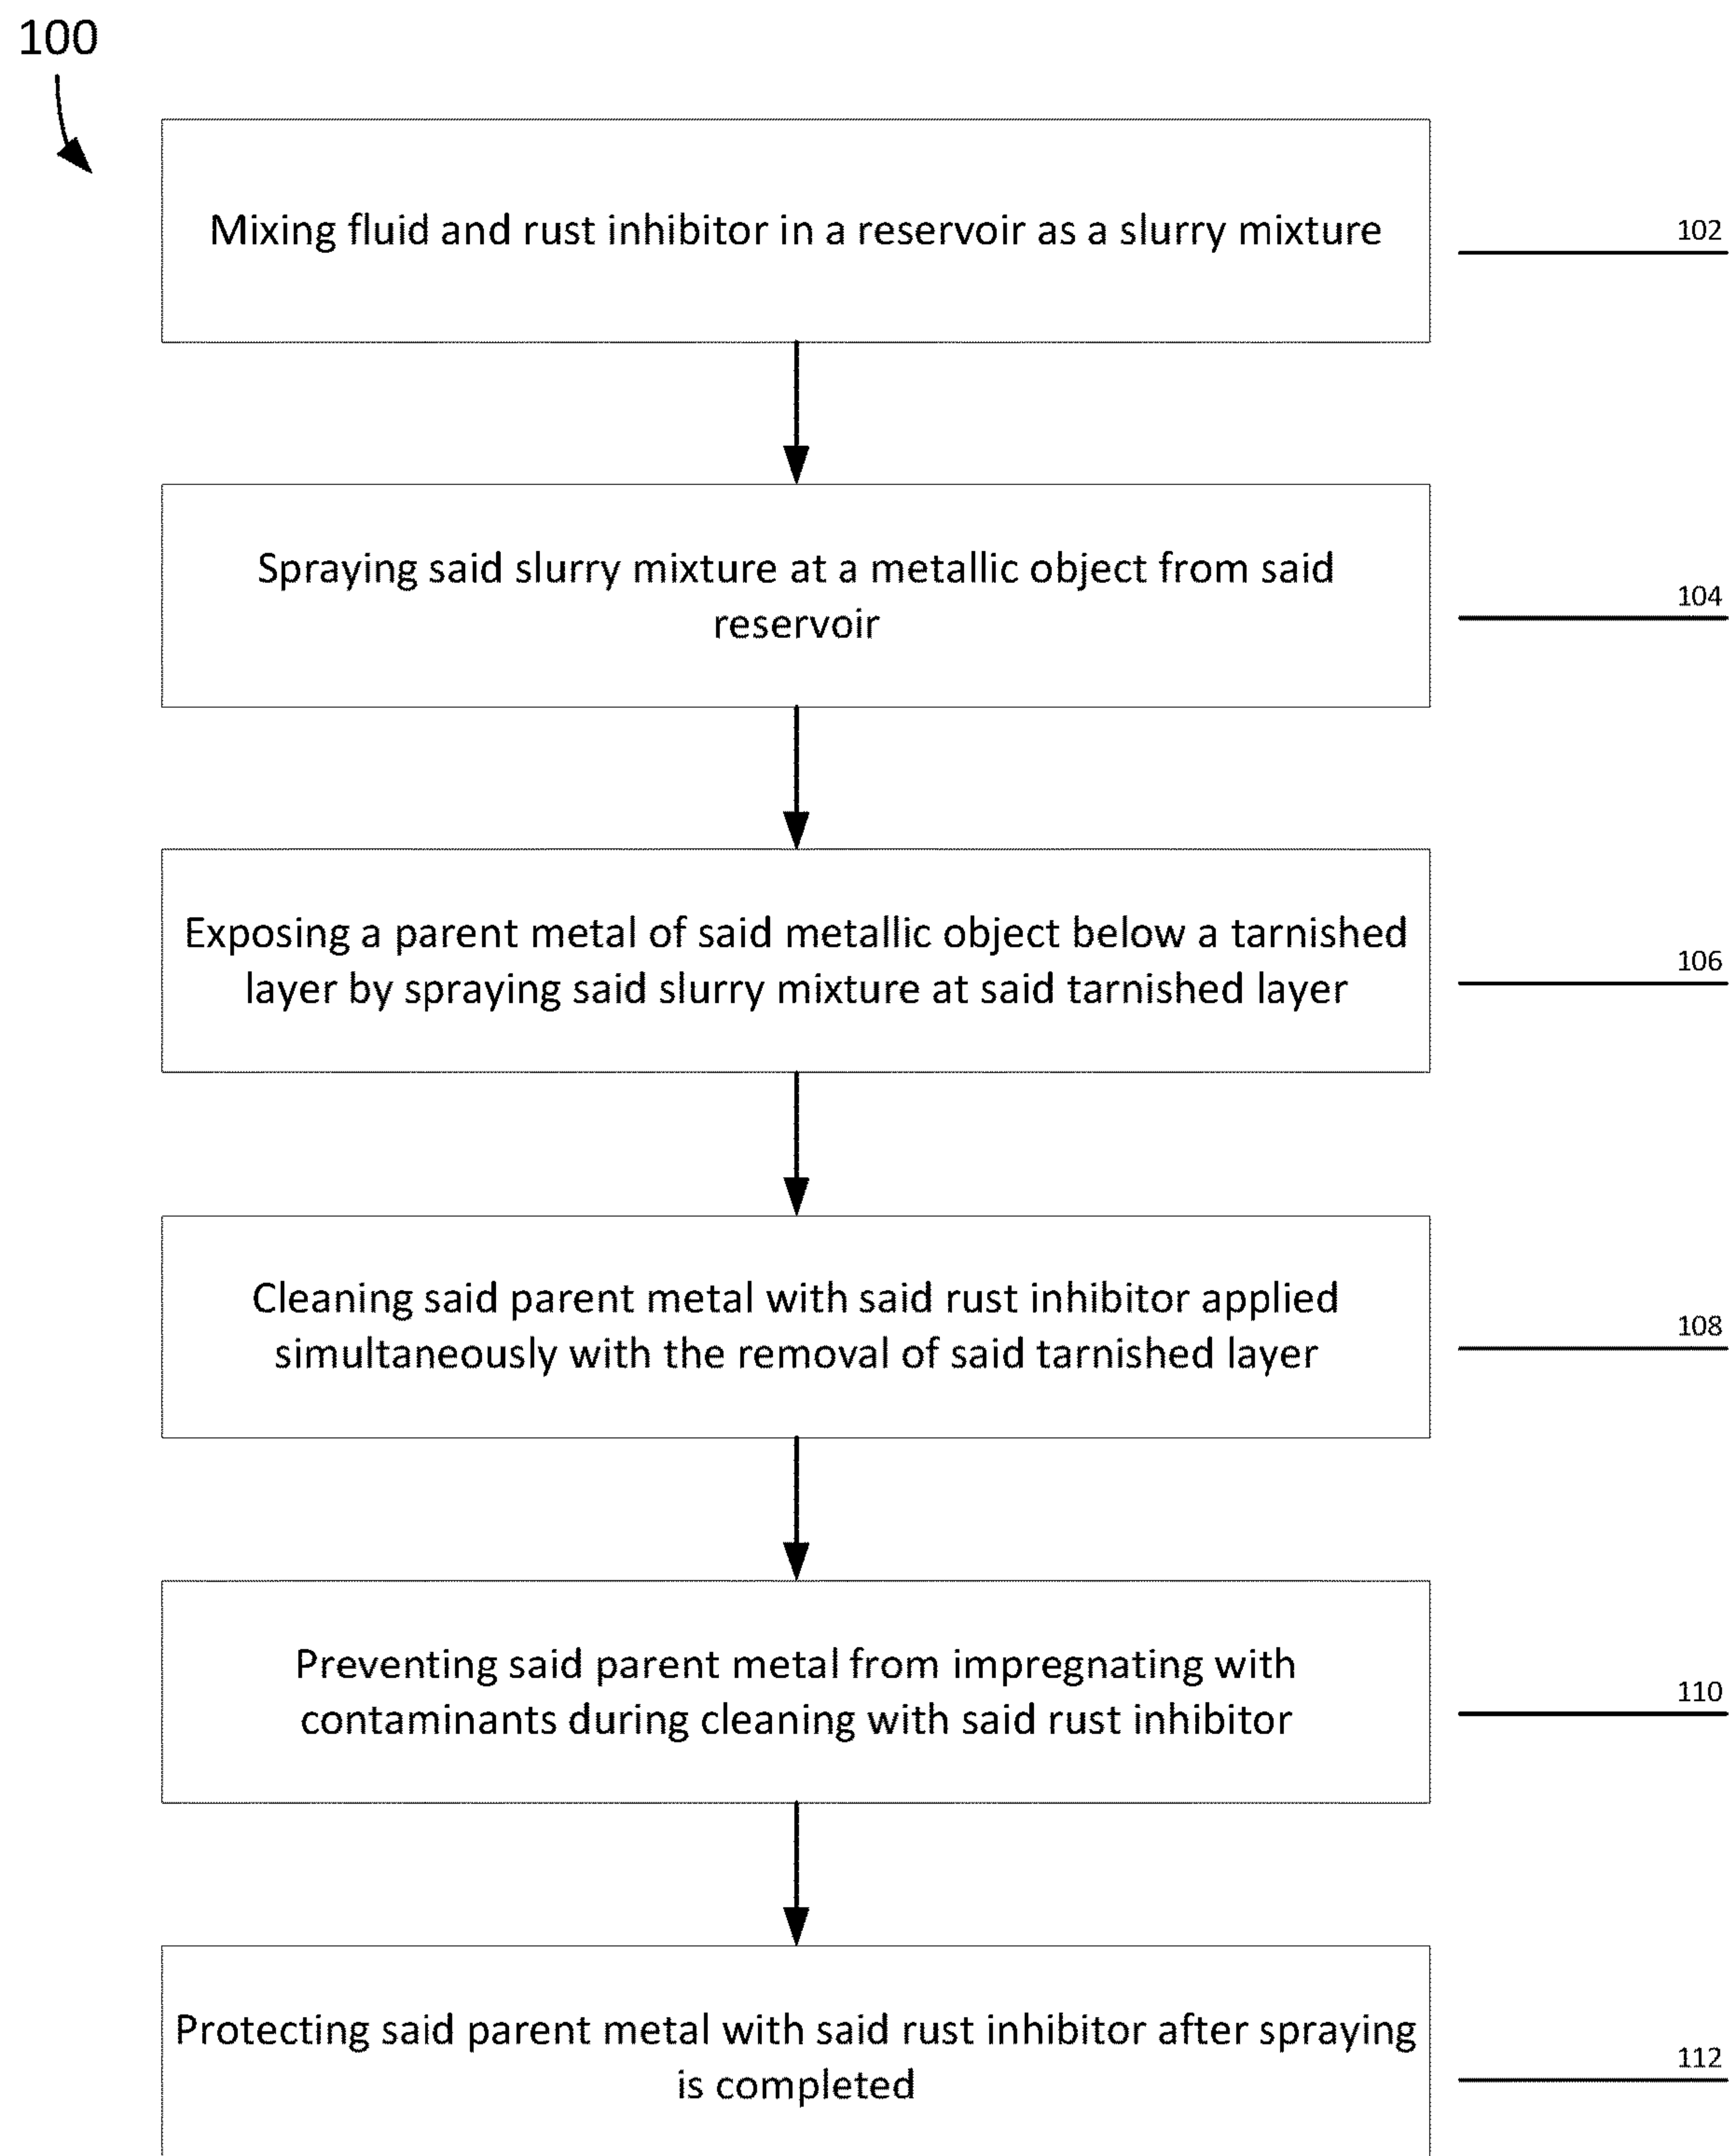 100
Mixing fluid and rust inhibitor in a reservoir as a slurry mixture
102
Spraying said slurry mixture at a metallic object from said
reservoir
104
Exposing a parent metal of said metallic object below a tarnished
layer by spraying said slurry mixture at said tarnished layer
106
Cleaning said parent metal with said rust inhibitor applied
simultaneously with the removal of said tarnished layer
108
Preventing said parent metal from impregnating with
contaminants during cleaning with said rust inhibitor
110
Protecting said parent metal with said rust inhibitor after spraying
is completed
112